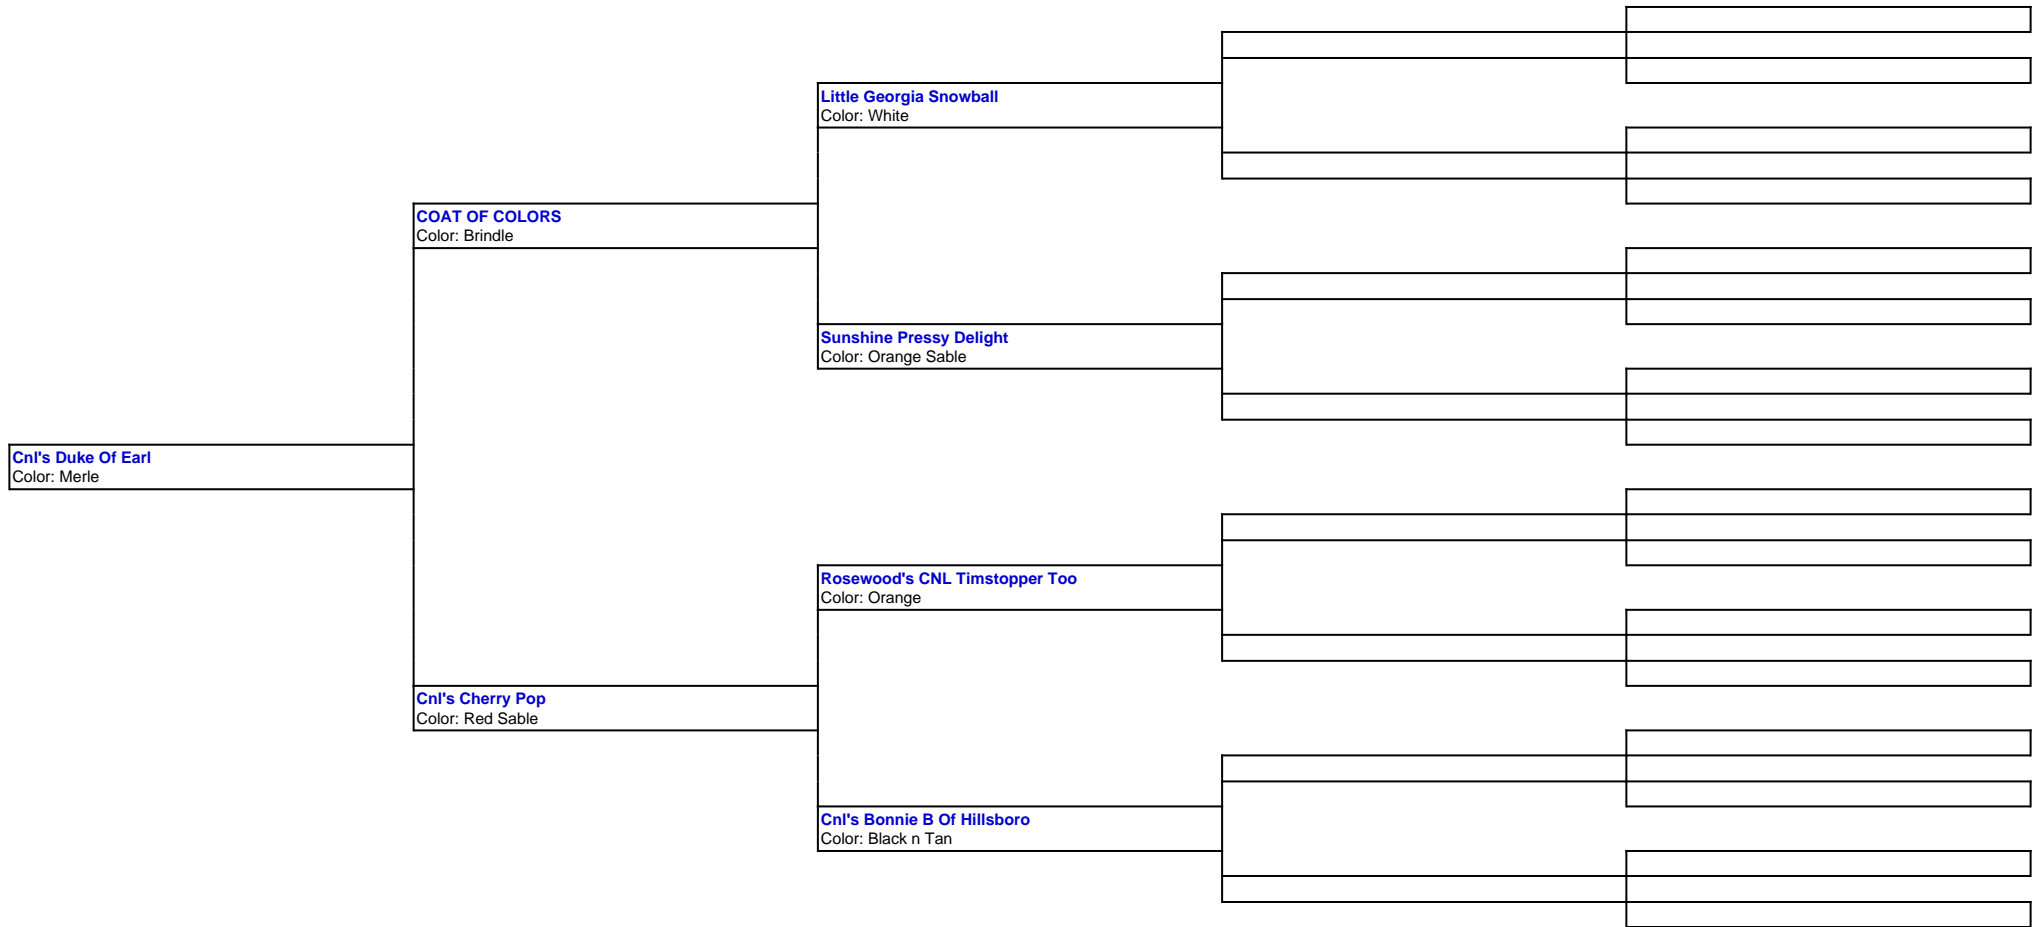 Little Georgia Snowball
Color: White
COAT OF COLORS
Color: Brindle
Sunshine Pressy Delight
Color: Orange Sable
Cnl's Duke Of Earl
Color: Merle
Rosewood's CNL Timstopper Too
Color: Orange
Cnl's Cherry Pop
Color: Red Sable
Cnl's Bonnie B Of Hillsboro
Color: Black n Tan